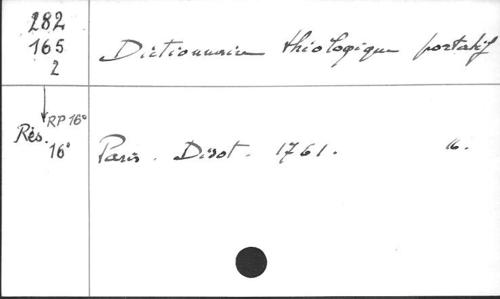 282
165
2
Dictionnaire théologique portatif
RP 16°
Rés.
16°
Paris. Didot. 1761. 16.